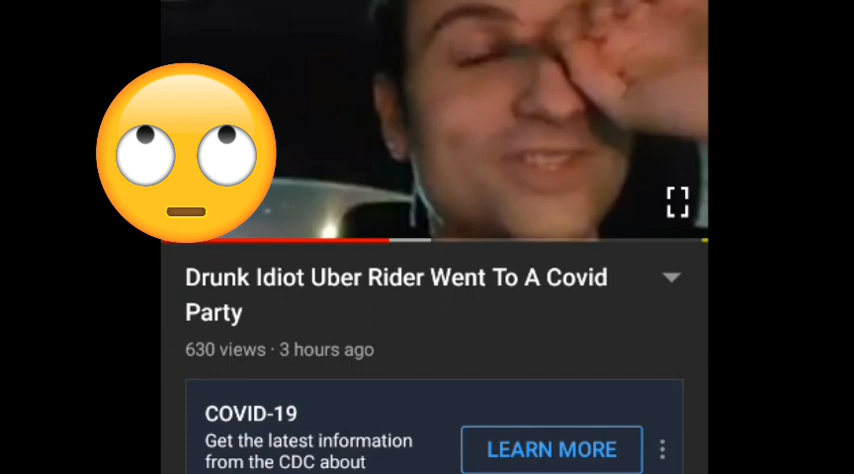 Drunk Idiot Uber Rider Went To A Covid
Party
630 views · 3 hours ago
COVID-19
Get the latest information
from the CDC about
LEARN MORE